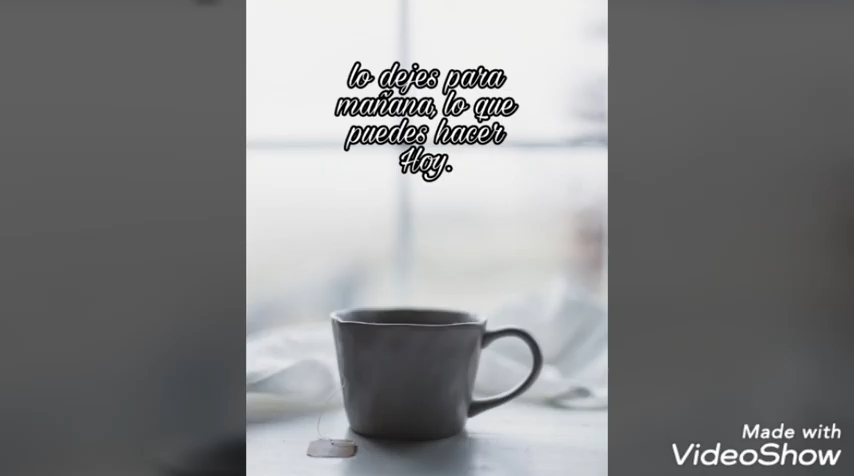 lo dejes para
mañana, lo que
puedes hacer
Hoy.
Made with
VideoShow